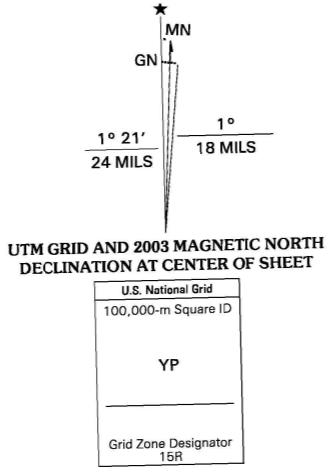 ★
MN
GN
1° 21′
24 MILS
1°
18 MILS
UTM GRID AND 2003 MAGNETIC NORTH
DECLINATION AT CENTER OF SHEET
U.S. National Grid
100,000-m Square ID
YP
Grid Zone Designator
15R